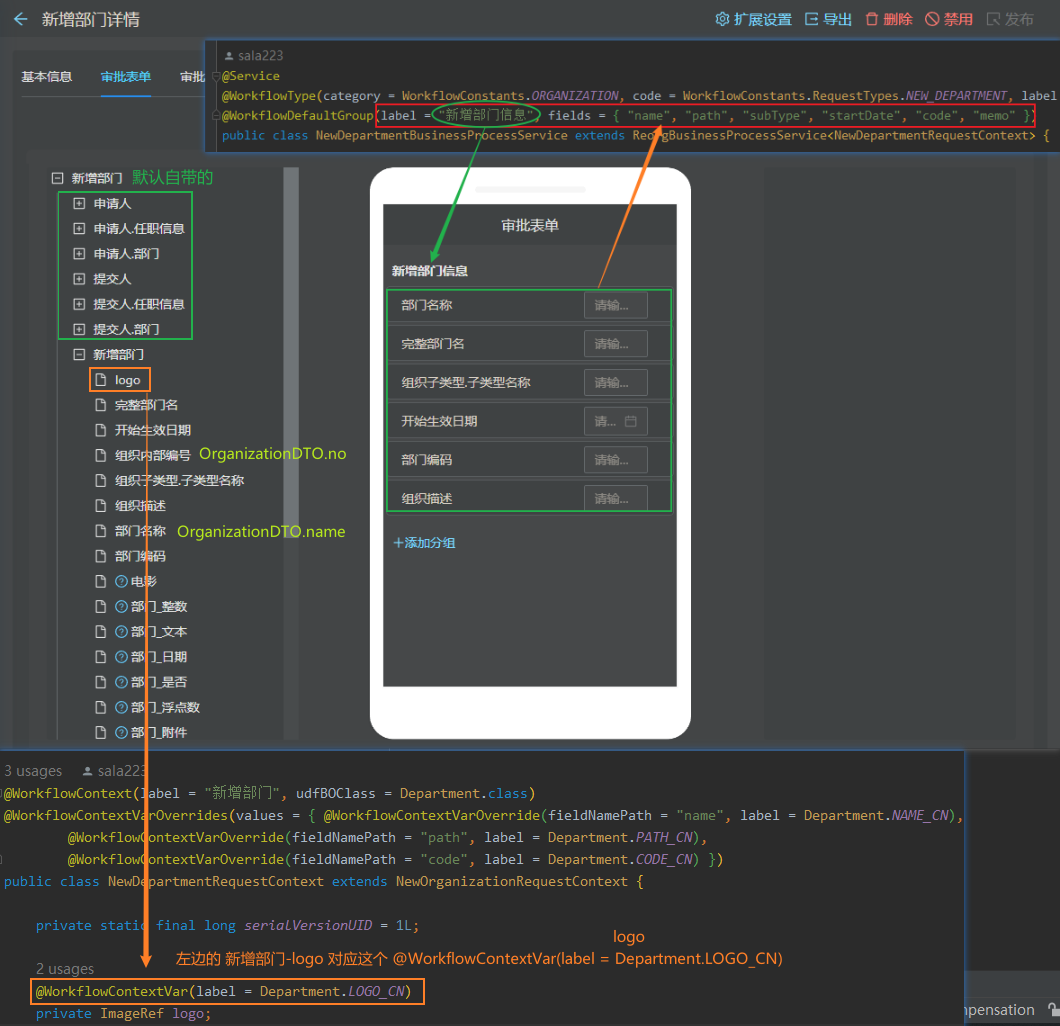 新增部门详情
扩展设置 导出 删除 禁用 发布
基本信息 审批表单 审批
sala223
@Service
@WorkflowType(category = WorkflowConstants.ORGANIZATION, code = WorkflowConstants.RequestTypes.NEW_DEPARTMENT, label
@WorkflowDefaultGroup(label = "新增部门信息", fields = { "name", "path", "subType", "startDate", "code", "memo" })
public class NewDepartmentBusinessProcessService extends ReOrgBusinessProcessService<NewDepartmentRequestContext> {
新增部门 默认自带的
申请人
申请人.任职信息
申请人.部门
提交人
提交人.任职信息
提交人.部门
新增部门
logo
完整部门名
开始生效日期
组织内部编号 OrganizationDTO.no
组织子类型.子类型名称
组织描述
部门名称 OrganizationDTO.name
部门编码
电影
部门_整数
部门_文本
部门_日期
部门_是否
部门_浮点数
部门_附件
审批表单
新增部门信息
部门名称 请输...
完整部门名 请输...
组织子类型.子类型名称 请输...
开始生效日期 请...
部门编码 请输...
组织描述 请输...
+添加分组
3 usages sala223
@WorkflowContext(label = "新增部门", udfBOClass = Department.class)
@WorkflowContextVarOverrides(values = { @WorkflowContextVarOverride(fieldNamePath = "name", label = Department.NAME_CN),
@WorkflowContextVarOverride(fieldNamePath = "path", label = Department.PATH_CN),
@WorkflowContextVarOverride(fieldNamePath = "code", label = Department.CODE_CN) })
public class NewDepartmentRequestContext extends NewOrganizationRequestContext {
private static final long serialVersionUID = 1L;
logo
左边的 新增部门-logo 对应这个 @WorkflowContextVar(label = Department.LOGO_CN)
2 usages
@WorkflowContextVar(label = Department.LOGO_CN)
private ImageRef logo;
mpensation